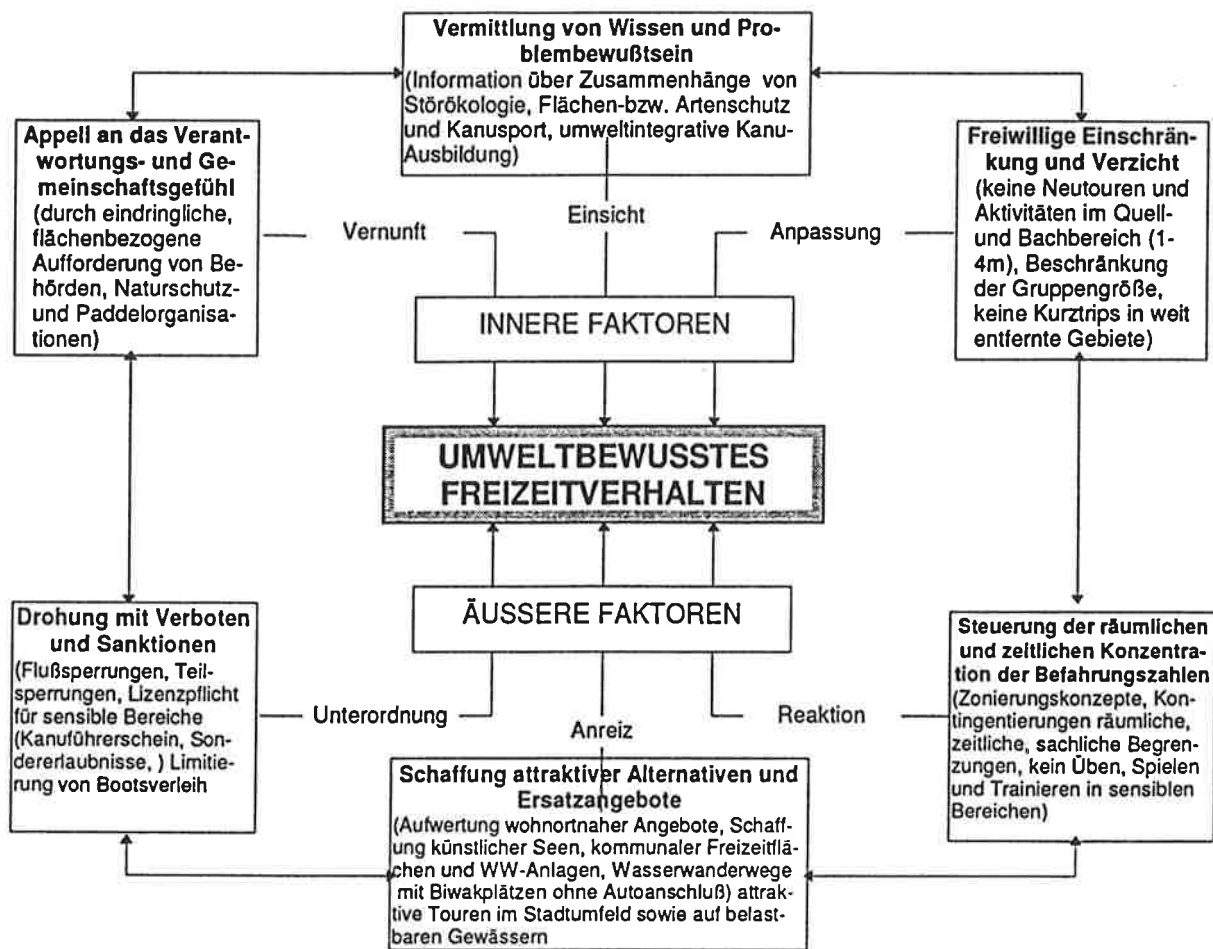 Vermittlung von Wissen und Pro-
blembewußtsein
(Information über Zusammenhänge von
Störökologie, Flächen-bzw. Artenschutz
und Kanusport, umweltintegrative Kanu-
Ausbildung)
Appell an das Verant-
wortungs- und Ge-
meinschaftsgefühl
(durch eindringliche,
flächenbezogene
Aufforderung von Be-
hörden, Naturschutz-
und Paddelorganisa-
tionen)
Freiwillige Einschrän-
kung und Verzicht
(keine Neutouren und
Aktivitäten im Quell-
und Bachbereich (1-
4m), Beschränkung
der Gruppengröße,
keine Kurztrips in weit
entfernte Gebiete)
Vernunft
Einsicht
Anpassung
INNERE FAKTOREN
UMWELTBEWUSSTES
FREIZEITVERHALTEN
ÄUSSERE FAKTOREN
Drohung mit Verboten
und Sanktionen
(Flußsperrungen, Teil-
sperrungen, Lizenzpflicht
für sensible Bereiche
(Kanuführerschein, Son-
dererlaubnisse, ) Limitie-
rung von Bootsverleih
Unterordnung
Anreiz
Reaktion
Steuerung der räumlichen
und zeitlichen Konzentra-
tion der Befahrungszahlen
(Zonierungskonzepte, Kon-
tingentierungen räumliche,
zeitliche, sachliche Begren-
zungen, kein Üben, Spielen
und Trainieren in sensiblen
Bereichen)
Schaffung attraktiver Alternativen und
Ersatzangebote
(Aufwertung wohnortnaher Angebote, Schaf-
fung künstlicher Seen, kommunaler Freizeitflä-
chen und WW-Anlagen, Wasserwanderwege
mit Biwakplätzen ohne Autoanschluß) attrak-
tive Touren im Stadtumfeld sowie auf belast-
baren Gewässern